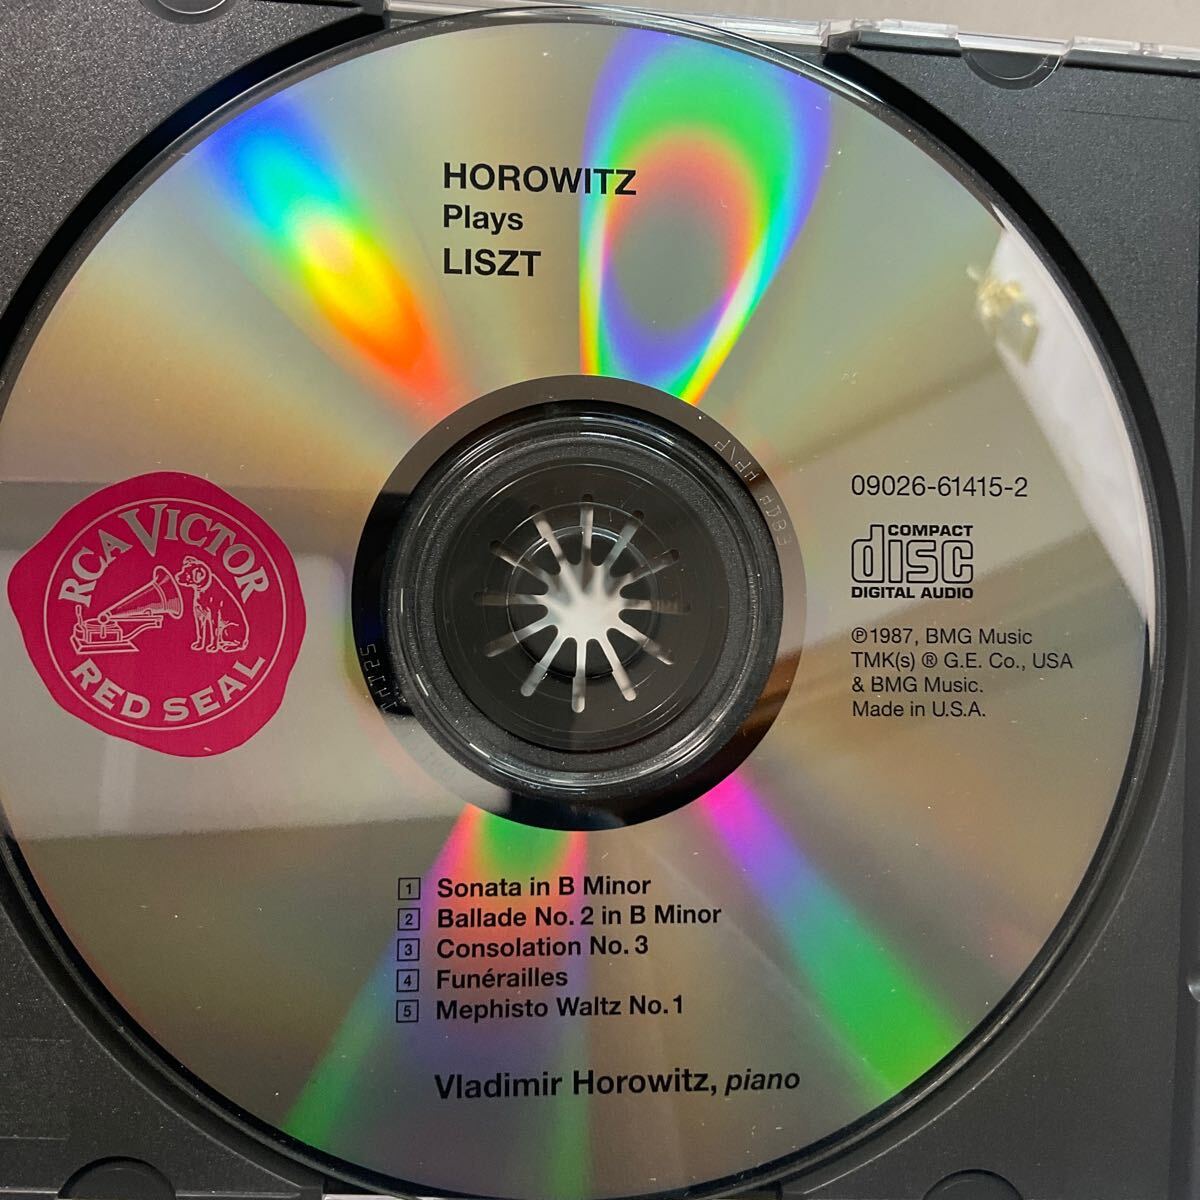 HOROWITZ
Plays
LISZT
RCA VICTOR
RED SEAL
09026-61415-2
COMPACT
disc
DIGITAL AUDIO
℗1987, BMG Music
TMK(s) ® G.E. Co., USA
& BMG Music.
Made in U.S.A.
1 Sonata in B Minor
2 Ballade No. 2 in B Minor
3 Consolation No. 3
4 Funérailles
5 Mephisto Waltz No. 1
Vladimir Horowitz, piano